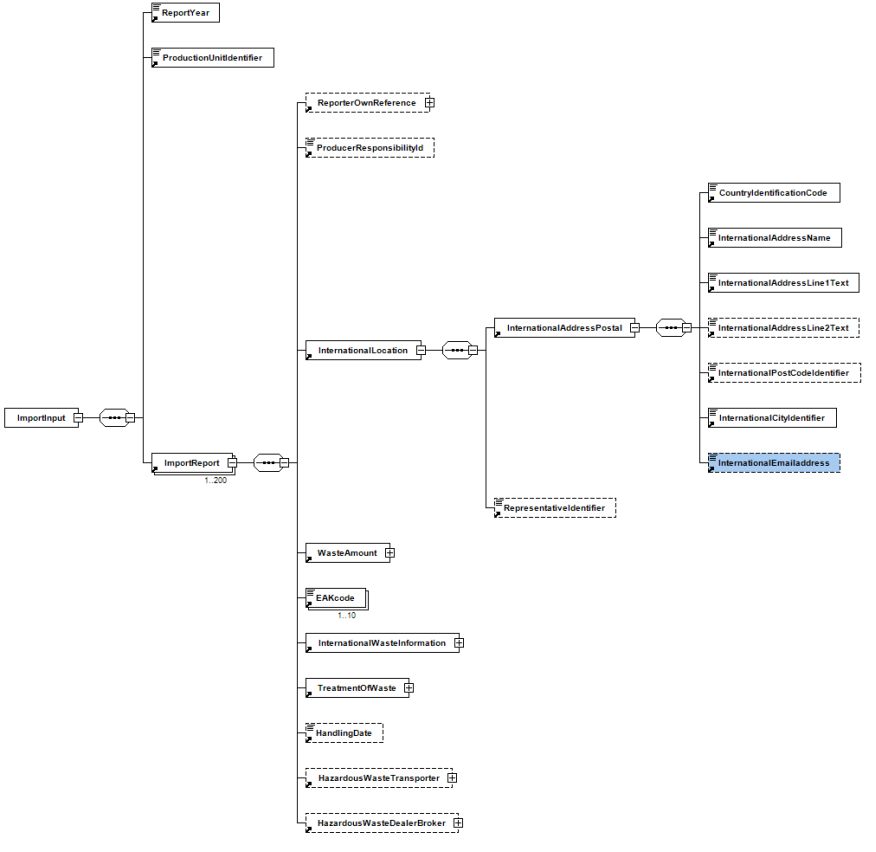 ReportYear
ProductionUnitIdentifier
ReporterOwnReference
ProducerResponsibilityId
CountryIdentificationCode
InternationalAddressName
InternationalAddressLine1Text
InternationalAddressPostal
InternationalAddressLine2Text
InternationalLocation
InternationalPostCodeIdentifier
ImportInput
InternationalCityIdentifier
ImportReport
1..200
InternationalEmailaddress
RepresentativeIdentifier
WasteAmount
EAKcode
1..10
InternationalWasteInformation
TreatmentOfWaste
HandlingDate
HazardousWasteTransporter
HazardousWasteDealerBroker